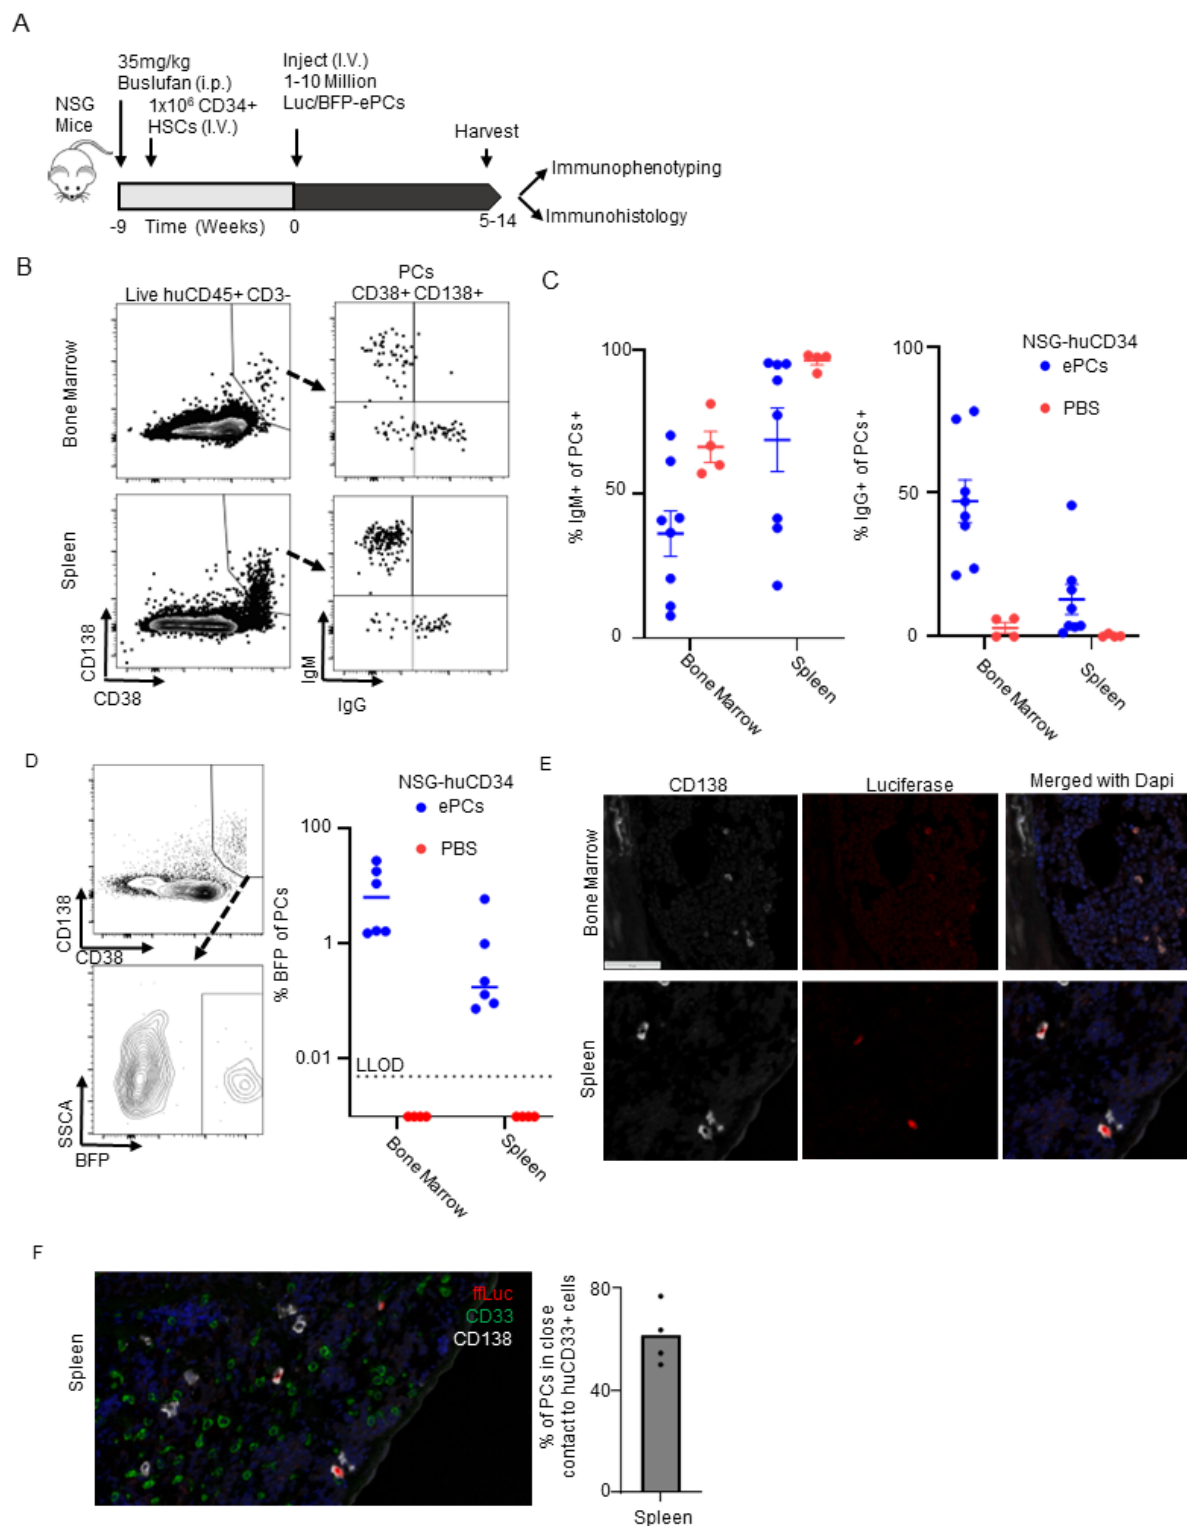 A
35mg/kg
Buslufan (i.p.)
1x10⁶ CD34+
HSCs (I.V.)
NSG
Mice
Inject (I.V.)
1-10 Million
Luc/BFP-ePCs
Harvest
Immunophenotyping
Immunohistology
-9 Time (Weeks) 0 5-14
B
Live huCD45+ CD3-
PCs
CD38+ CD138+
Bone Marrow
Spleen
CD138
CD38
IgM
IgG
C
% IgM+ of PCs+
100
50
0
Bone Marrow
Spleen
% IgG+ of PCs+
100
50
0
NSG-huCD34
ePCs
PBS
Bone Marrow
Spleen
D
CD138
CD38
SSCA
BFP
% BFP of PCs
NSG-huCD34
ePCs
PBS
100
1
0.01
LLOD
Bone Marrow
Spleen
E
CD138 Luciferase Merged with Dapi
Bone Marrow
Spleen
F
Spleen
ffLuc
CD33
CD138
% of PCs in close
contact to huCD33+ cells
80
40
0
Spleen